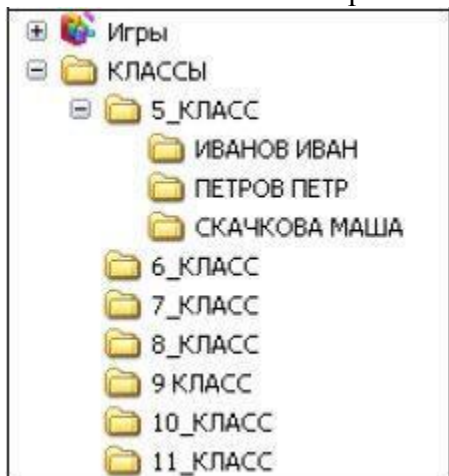 Игры
КЛАССЫ
5_КЛАСС
ИВАНОВ ИВАН
ПЕТРОВ ПЕТР
СКАЧКОВА МАША
6_КЛАСС
7_КЛАСС
8_КЛАСС
9 КЛАСС
10_КЛАСС
11_КЛАСС